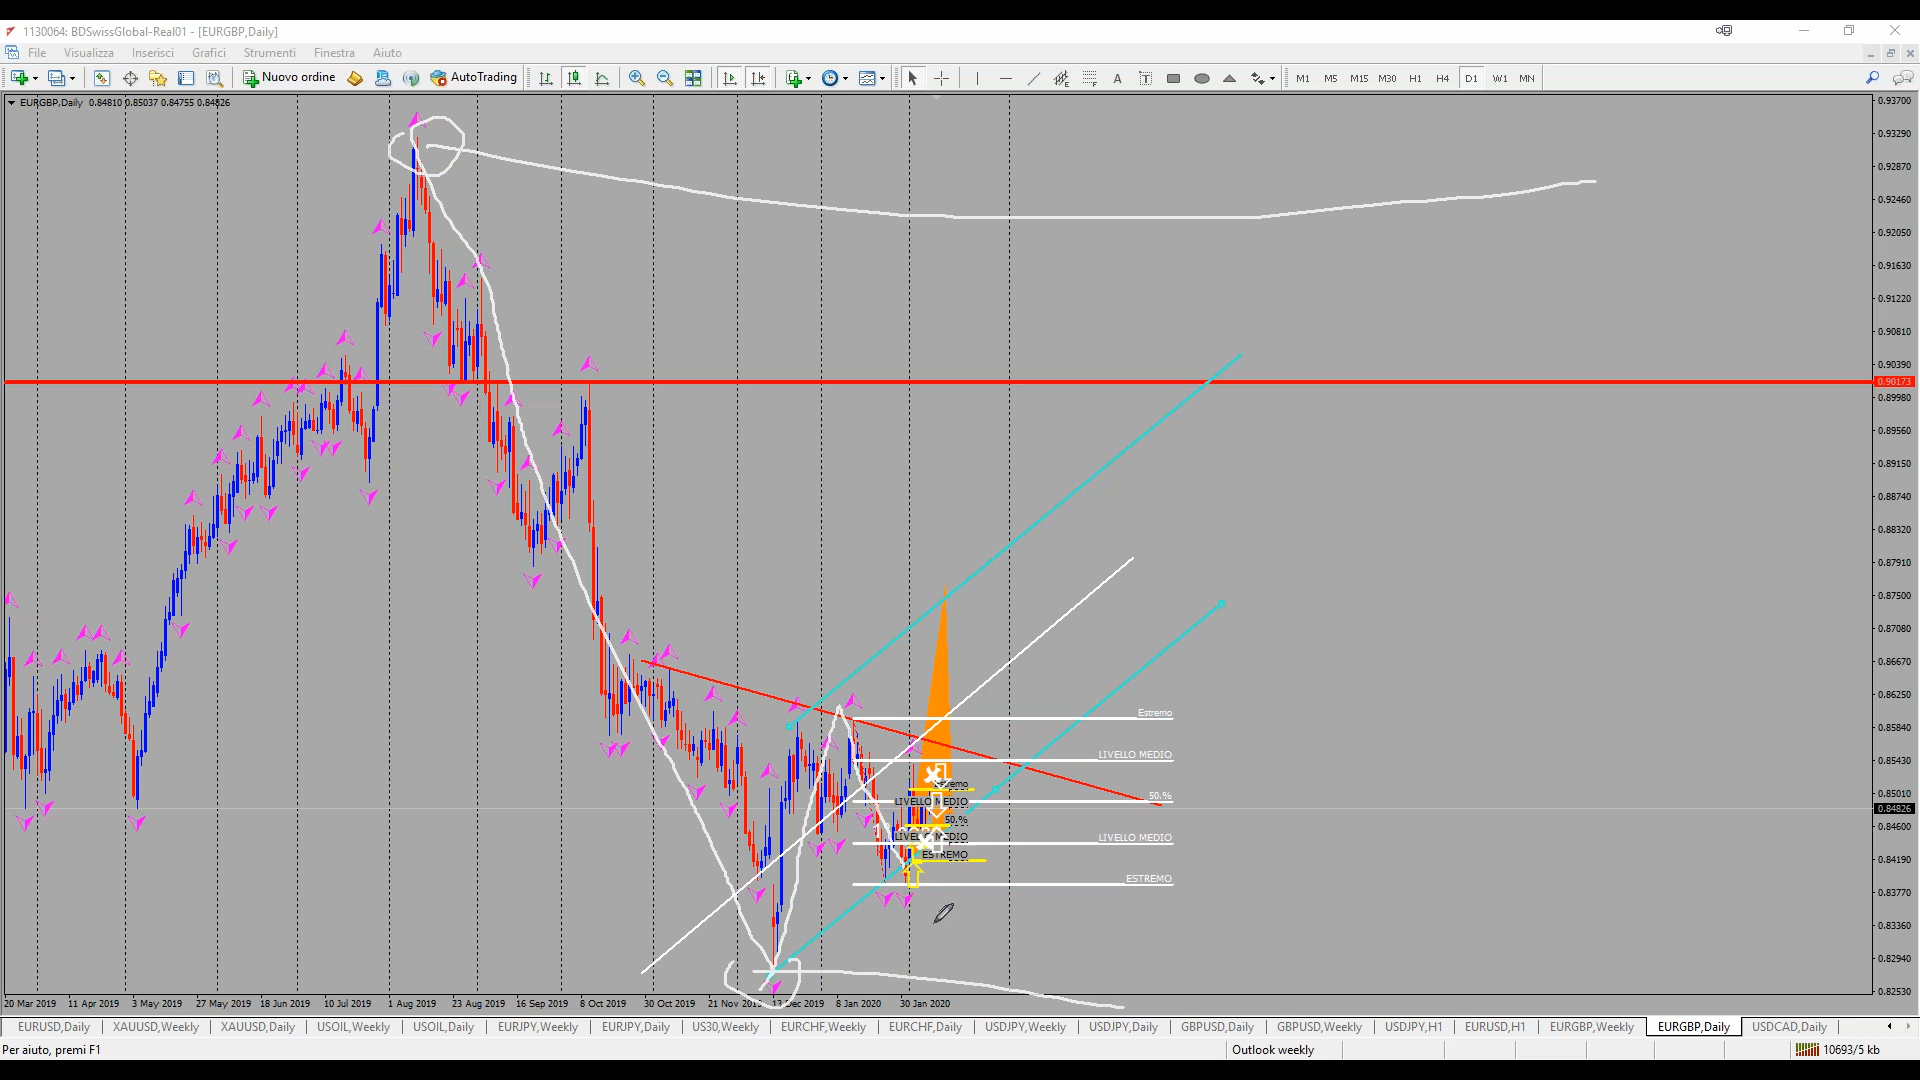 1130064: BDSwissGlobal-Real01 - [EURGBP,Daily]
File Visualizza Inserisci Grafici Strumenti Finestra Aiuto
Nuovo ordine AutoTrading A T M1 M5 M15 M30 H1 H4 D1 W1 MN
EURGBP,Daily 0.84810 0.85037 0.84755 0.84826
0.93700
0.93290
0.92870
0.92460
0.92050
0.91630
0.91220
0.90810
0.90390
0.90173
0.89980
0.89560
0.89150
0.88740
0.88320
0.87910
0.87500
0.87080
0.86670
0.86250
Estremo
0.85840
LIVELLO MEDIO
0.85430
50.%
0.85010
LIVELLO MEDIO
0.84826
50.%
0.84600
LIVELLO MEDIO
LIVELLO MEDIO
ESTREMO
0.84190
ESTREMO
0.83770
0.83360
0.82940
0.82530
20 Mar 2019 11 Apr 2019 3 May 2019 27 May 2019 18 Jun 2019 10 Jul 2019 1 Aug 2019 23 Aug 2019 16 Sep 2019 8 Oct 2019 30 Oct 2019 21 Nov 2019 13 Dec 2019 8 Jan 2020 30 Jan 2020
EURUSD,Daily XAUUSD,Weekly XAUUSD,Daily USOIL,Weekly USOIL,Daily EURJPY,Weekly EURJPY,Daily US30,Weekly EURCHF,Weekly EURCHF,Daily USDJPY,Weekly USDJPY,Daily GBPUSD,Daily GBPUSD,Weekly USDJPY,H1 EURUSD,H1 EURGBP,Weekly EURGBP,Daily USDCAD,Daily
Per aiuto, premi F1
Outlook weekly
10693/5 kb